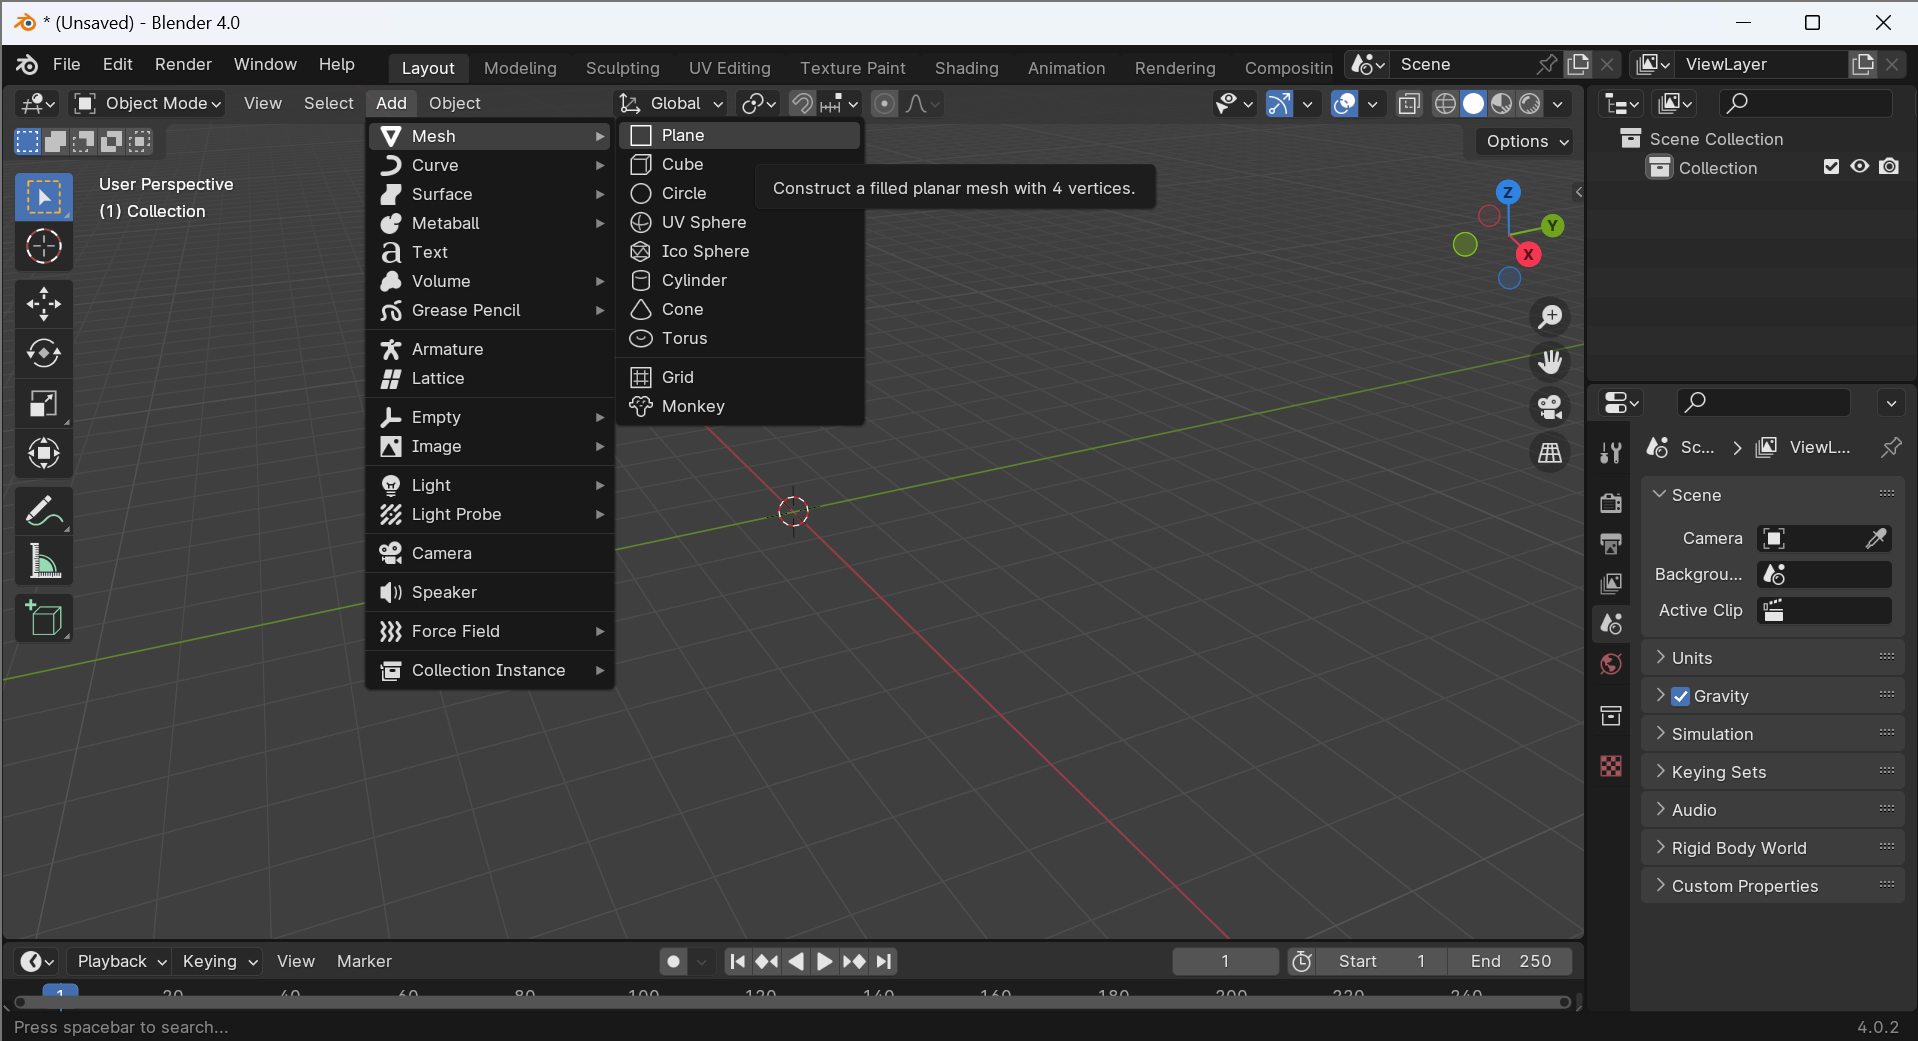 * (Unsaved) - Blender 4.0
File Edit Render Window Help Layout Modeling Sculpting UV Editing Texture Paint Shading Animation Rendering Compositin Scene ViewLayer
Object Mode View Select Add Object Global
Options
User Perspective
(1) Collection
Mesh
Curve
Surface
Metaball
Text
Volume
Grease Pencil
Armature
Lattice
Empty
Image
Light
Light Probe
Camera
Speaker
Force Field
Collection Instance
Plane
Cube
Circle
UV Sphere
Ico Sphere
Cylinder
Cone
Torus
Grid
Monkey
Construct a filled planar mesh with 4 vertices.
Z
Y
X
Scene Collection
Collection
Sc... ViewL...
Scene
Camera
Backgrou...
Active Clip
Units
Gravity
Simulation
Keying Sets
Audio
Rigid Body World
Custom Properties
Playback Keying View Marker 1 Start 1 End 250
1 20 40 60 80 100 120 140 160 180 200 220 240
Press spacebar to search... 4.0.2